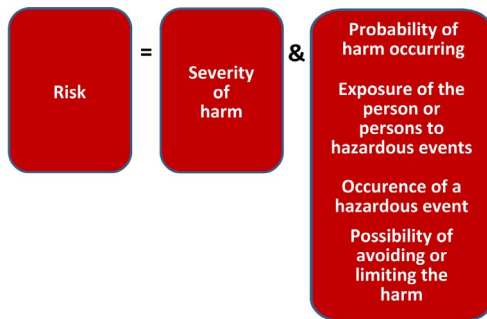 Risk
=
Severity
of
harm
&
Probability of
harm occurring
Exposure of the
person or
persons to
hazardous events
Occurence of a
hazardous event
Possibility of
avoiding or
limiting the
harm